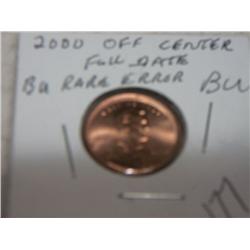 2000 OFF CENTER
FULL DATE
BU RARE ERROR BU